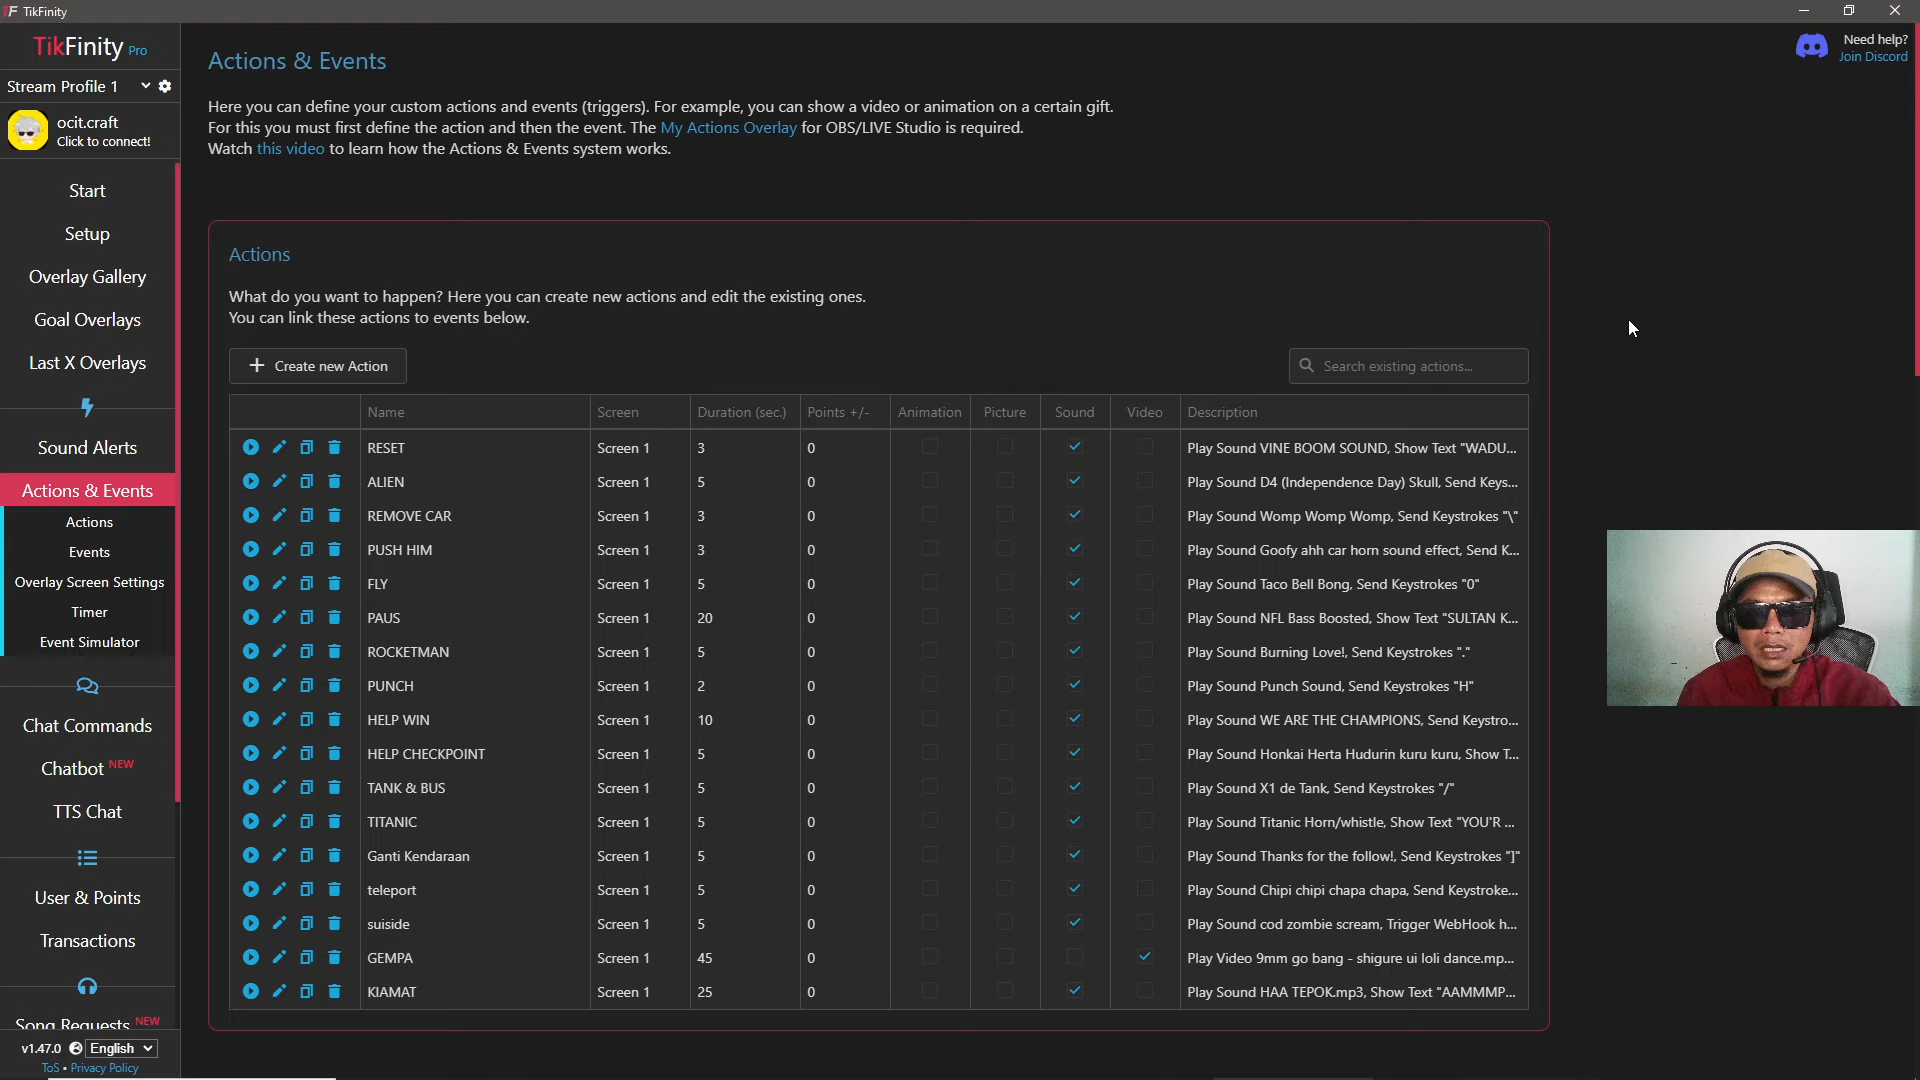 TF TikFinity
TikFinity Pro
Stream Profile 1
ocit.craft
Click to connect!
Start
Setup
Overlay Gallery
Goal Overlays
Last X Overlays
Sound Alerts
Actions & Events
Actions
Events
Overlay Screen Settings
Timer
Event Simulator
Chat Commands
Chatbot NEW
TTS Chat
User & Points
Transactions
Song Requests NEW
v1.47.0 English
ToS • Privacy Policy
Need help?
Join Discord
Actions & Events
Here you can define your custom actions and events (triggers). For example, you can show a video or animation on a certain gift.
For this you must first define the action and then the event. The My Actions Overlay for OBS/LIVE Studio is required.
Watch this video to learn how the Actions & Events system works.
Actions
What do you want to happen? Here you can create new actions and edit the existing ones.
You can link these actions to events below.
+ Create new Action
Search existing actions...
Name Screen Duration (sec.) Points +/- Animation Picture Sound Video Description
RESET Screen 1 3 0 Play Sound VINE BOOM SOUND, Show Text "WADU...
ALIEN Screen 1 5 0 Play Sound D4 (Independence Day) Skull, Send Keys...
REMOVE CAR Screen 1 3 0 Play Sound Womp Womp Womp, Send Keystrokes "\"
PUSH HIM Screen 1 3 0 Play Sound Goofy ahh car horn sound effect, Send K...
FLY Screen 1 5 0 Play Sound Taco Bell Bong, Send Keystrokes "0"
PAUS Screen 1 20 0 Play Sound NFL Bass Boosted, Show Text "SULTAN K...
ROCKETMAN Screen 1 5 0 Play Sound Burning Love!, Send Keystrokes "."
PUNCH Screen 1 2 0 Play Sound Punch Sound, Send Keystrokes "H"
HELP WIN Screen 1 10 0 Play Sound WE ARE THE CHAMPIONS, Send Keystro...
HELP CHECKPOINT Screen 1 5 0 Play Sound Honkai Herta Hudurin kuru kuru, Show T...
TANK & BUS Screen 1 5 0 Play Sound X1 de Tank, Send Keystrokes "/"
TITANIC Screen 1 5 0 Play Sound Titanic Horn/whistle, Show Text "YOU'R ...
Ganti Kendaraan Screen 1 5 0 Play Sound Thanks for the follow!, Send Keystrokes "]"
teleport Screen 1 5 0 Play Sound Chipi chipi chapa chapa, Send Keystroke...
suiside Screen 1 5 0 Play Sound cod zombie scream, Trigger WebHook h...
GEMPA Screen 1 45 0 Play Video 9mm go bang - shigure ui loli dance.mp...
KIAMAT Screen 1 25 0 Play Sound HAA TEPOK.mp3, Show Text "AAMMMP...